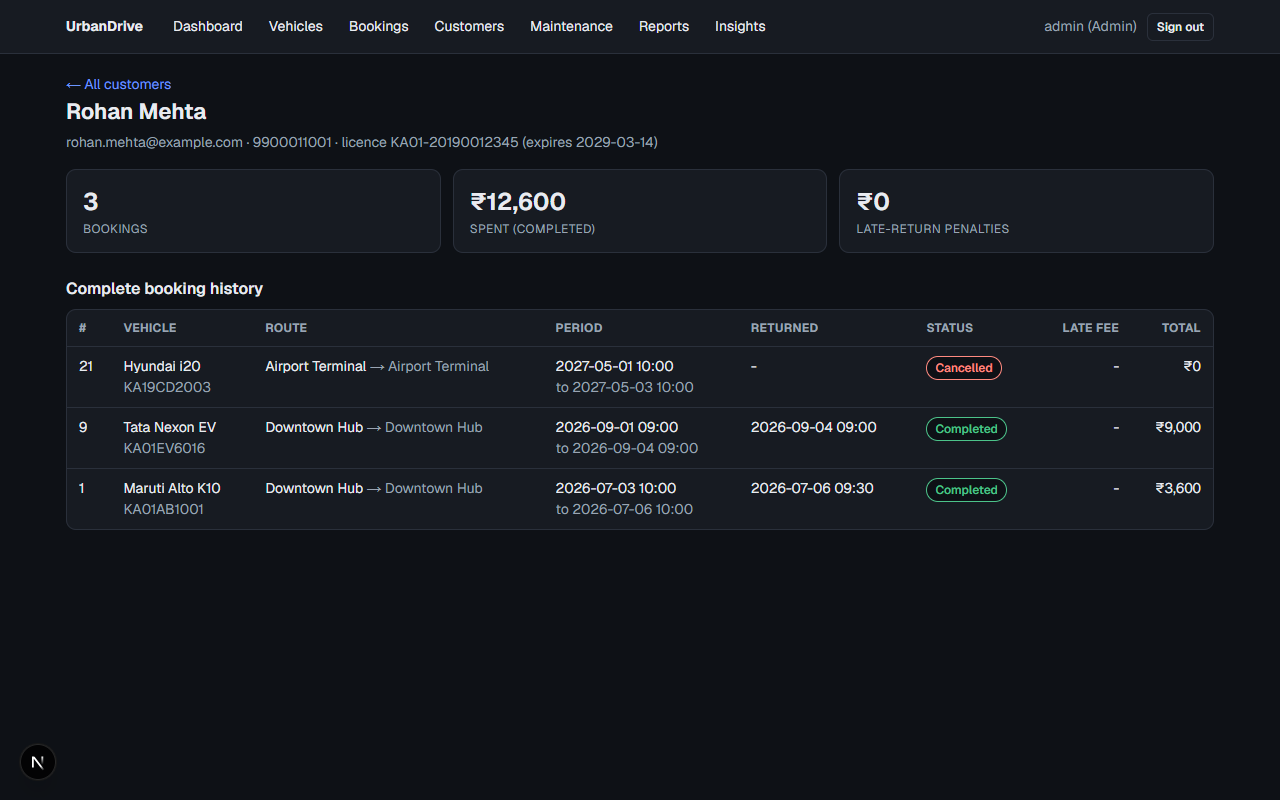 UrbanDrive Dashboard Vehicles Bookings Customers Maintenance Reports Insights admin (Admin) Sign out
← All customers
Rohan Mehta
rohan.mehta@example.com · 9900011001 · licence KA01-20190012345 (expires 2029-03-14)
3
BOOKINGS
₹12,600
SPENT (COMPLETED)
₹0
LATE-RETURN PENALTIES
Complete booking history
# VEHICLE ROUTE PERIOD RETURNED STATUS LATE FEE TOTAL
21 Hyundai i20 Airport Terminal → Airport Terminal 2027-05-01 10:00 - Cancelled - ₹0
KA19CD2003 to 2027-05-03 10:00
9 Tata Nexon EV Downtown Hub → Downtown Hub 2026-09-01 09:00 2026-09-04 09:00 Completed - ₹9,000
KA01EV6016 to 2026-09-04 09:00
1 Maruti Alto K10 Downtown Hub → Downtown Hub 2026-07-03 10:00 2026-07-06 09:30 Completed - ₹3,600
KA01AB1001 to 2026-07-06 10:00
N